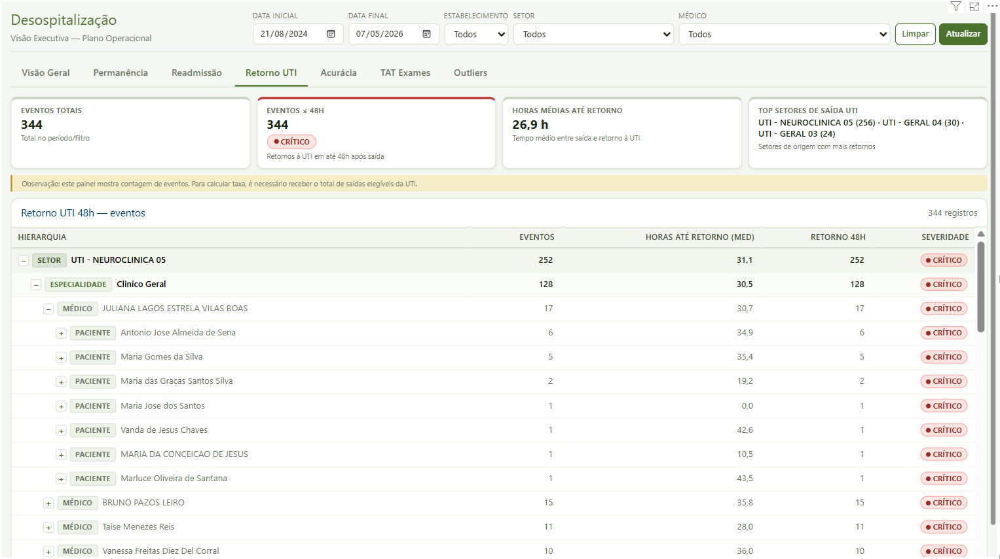 Desospitalização
Visão Executiva — Plano Operacional
DATA INICIAL
21/08/2024
DATA FINAL
07/05/2026
ESTABELECIMENTO
Todos
SETOR
Todos
MÉDICO
Todos
Limpar
Atualizar
Visão Geral
Permanência
Readmissão
Retorno UTI
Acurácia
TAT Exames
Outliers
EVENTOS TOTAIS
344
Total no período/filtro
EVENTOS ≤ 48H
344
CRÍTICO
Retornos à UTI em até 48h após saída
HORAS MÉDIAS ATÉ RETORNO
26,9 h
Tempo médio entre saída e retorno à UTI
TOP SETORES DE SAÍDA UTI
UTI - NEUROCLINICA 05 (256) · UTI - GERAL 04 (30) ·
UTI - GERAL 03 (24)
Setores de origem com mais retornos
Observação: este painel mostra contagem de eventos. Para calcular taxa, é necessário receber o total de saídas elegíveis da UTI.
Retorno UTI 48h — eventos
344 registros
HIERARQUIA EVENTOS HORAS ATÉ RETORNO (MED) RETORNO 48H SEVERIDADE
− SETOR UTI - NEUROCLINICA 05 252 31,1 252 CRÍTICO
− ESPECIALIDADE Clinico Geral 128 30,5 128 CRÍTICO
− MÉDICO JULIANA LAGOS ESTRELA VILAS BOAS 17 30,7 17 CRÍTICO
+ PACIENTE Antonio Jose Almeida de Sena 6 34,9 6 CRÍTICO
+ PACIENTE Maria Gomes da Silva 5 35,4 5 CRÍTICO
+ PACIENTE Maria das Gracas Santos Silva 2 19,2 2 CRÍTICO
+ PACIENTE Maria Jose dos Santos 1 0,0 1 CRÍTICO
+ PACIENTE Vanda de Jesus Chaves 1 42,6 1 CRÍTICO
+ PACIENTE MARIA DA CONCEICAO DE JESUS 1 10,5 1 CRÍTICO
+ PACIENTE Marluce Oliveira de Santana 1 43,5 1 CRÍTICO
+ MÉDICO BRUNO PAZOS LEIRO 15 35,8 15 CRÍTICO
+ MÉDICO Taise Menezes Reis 11 28,0 11 CRÍTICO
+ MÉDICO Vanessa Freitas Diez Del Corral 10 36,0 10 CRÍTICO